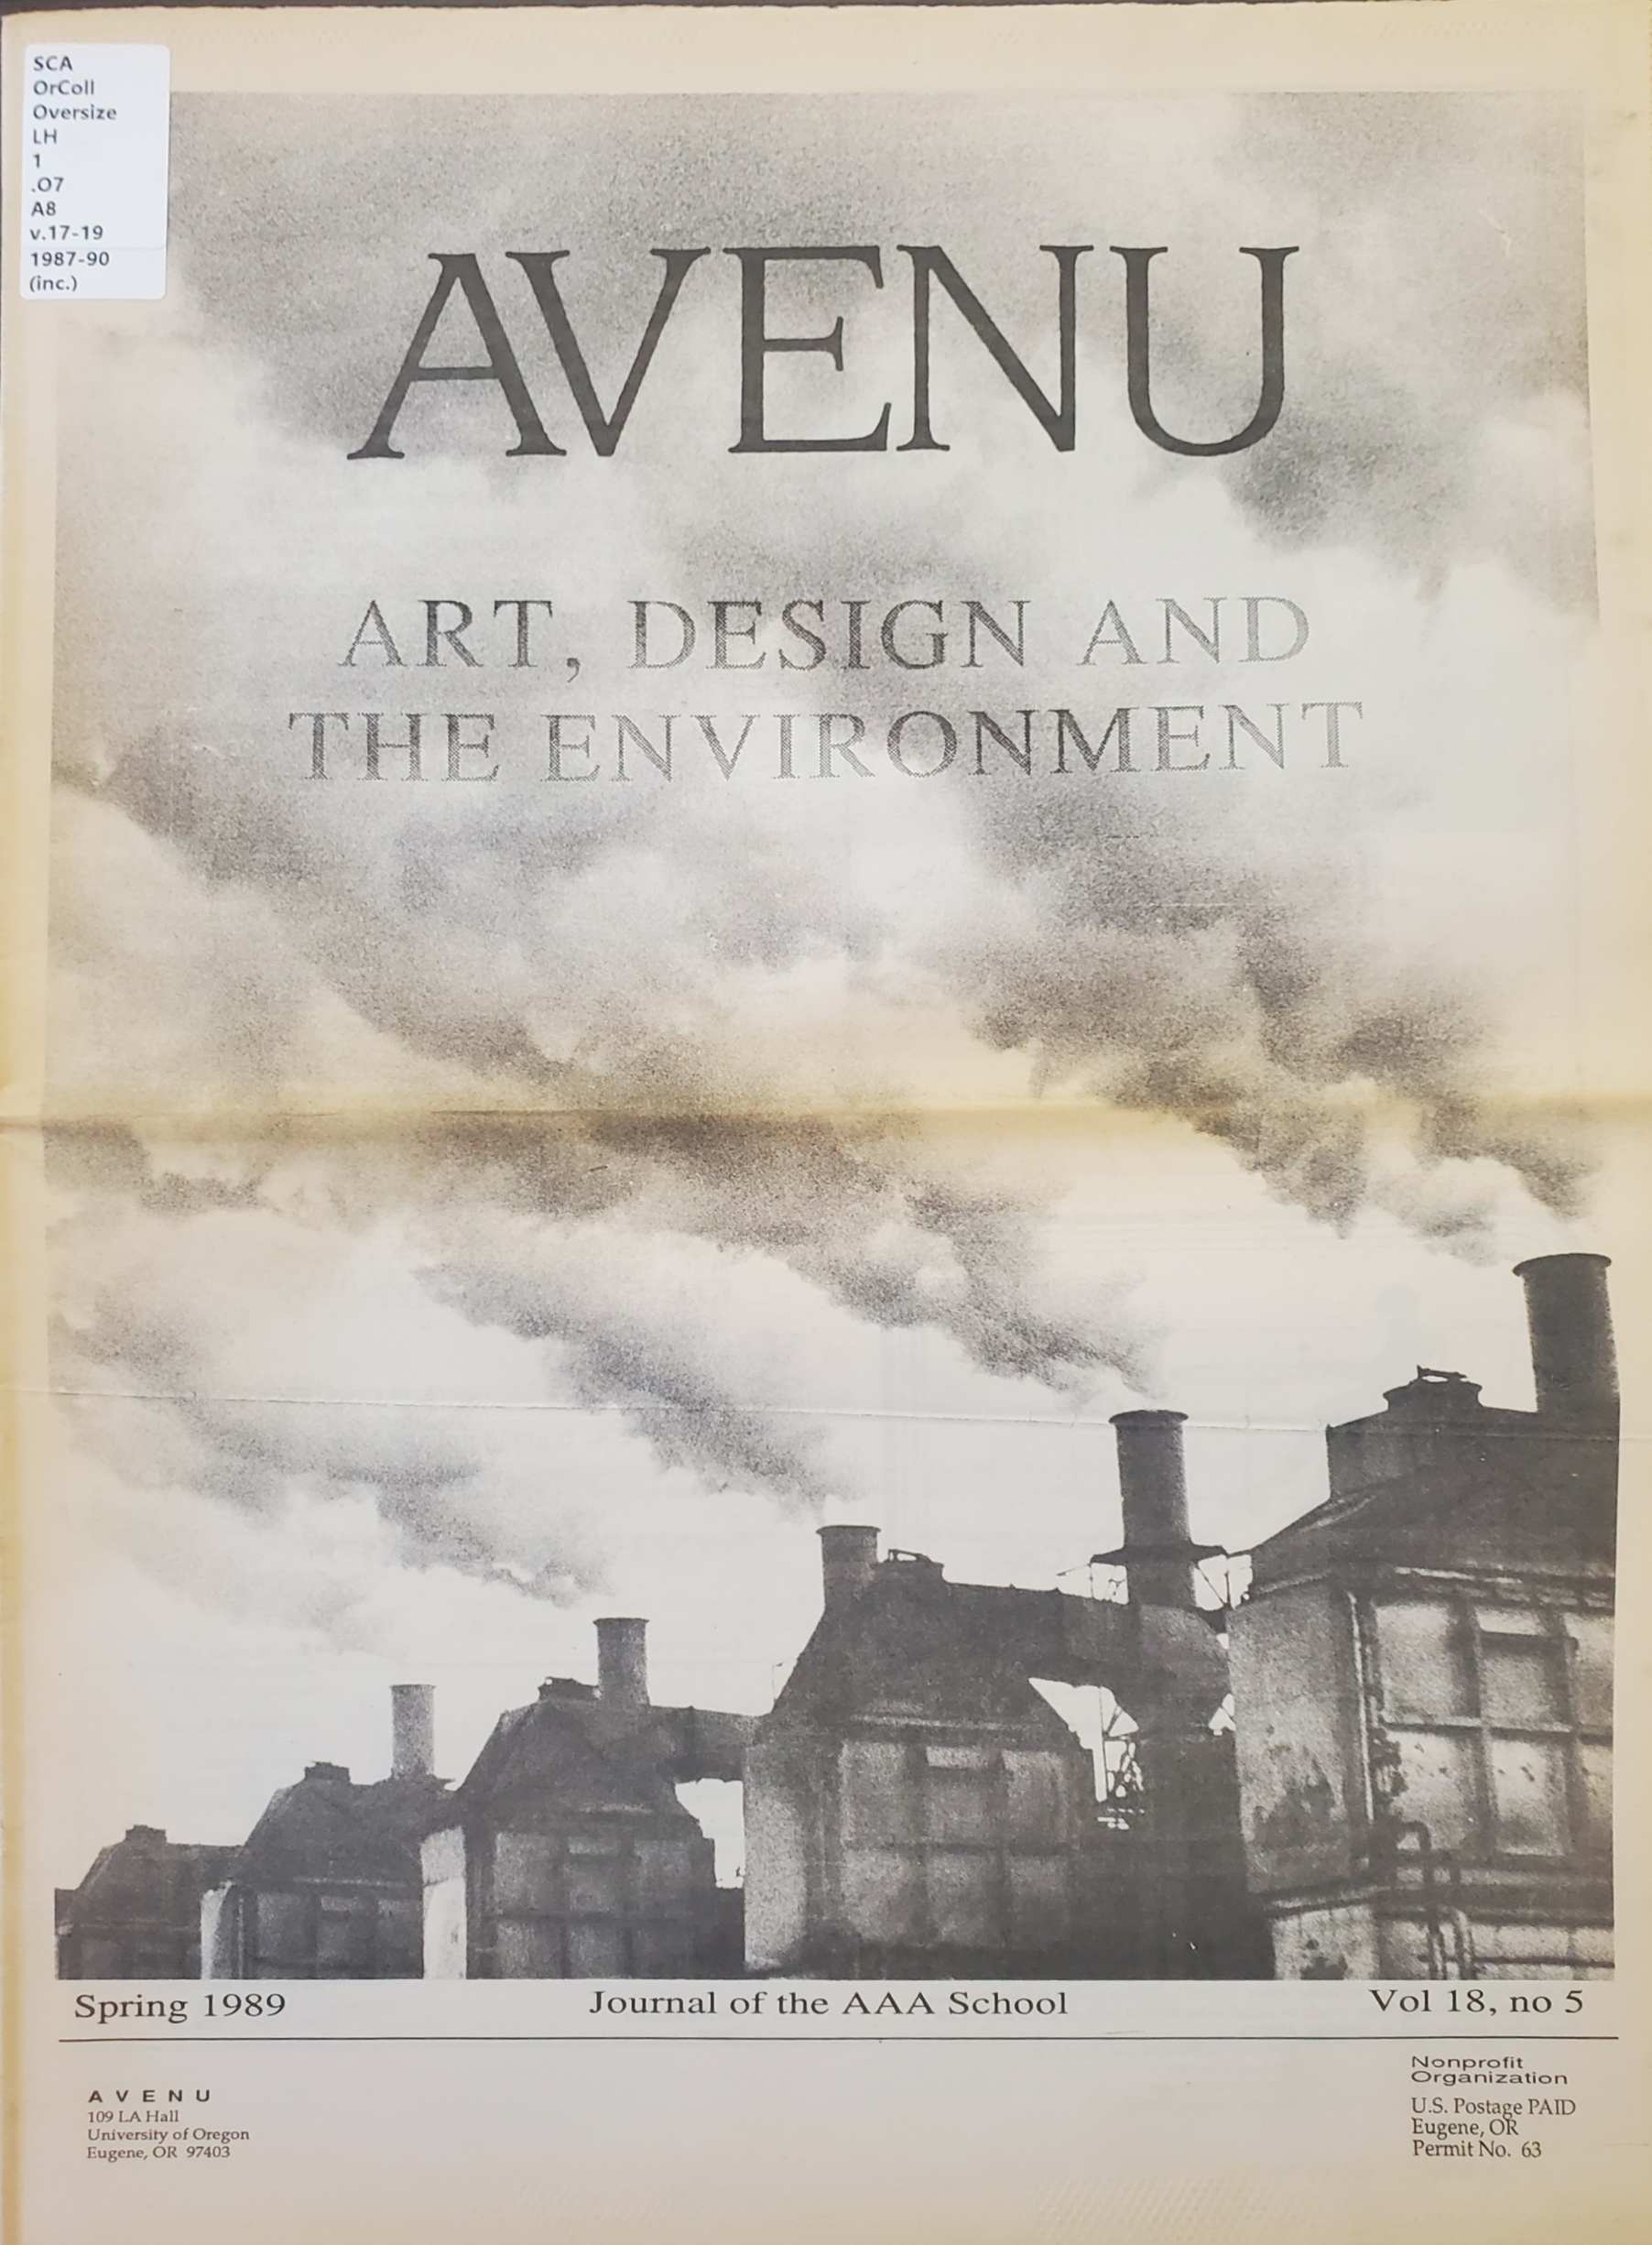 SCA
OrColl
Oversize
LH
1
.O7
A8
v.17-19
1987-90
(inc.)
AVENU
ART, DESIGN AND
THE ENVIRONMENT
Spring 1989 Journal of the AAA School Vol 18, no 5
AVENU
109 LA Hall
University of Oregon
Eugene, OR 97403
Nonprofit
Organization
U.S. Postage PAID
Eugene, OR
Permit No. 63